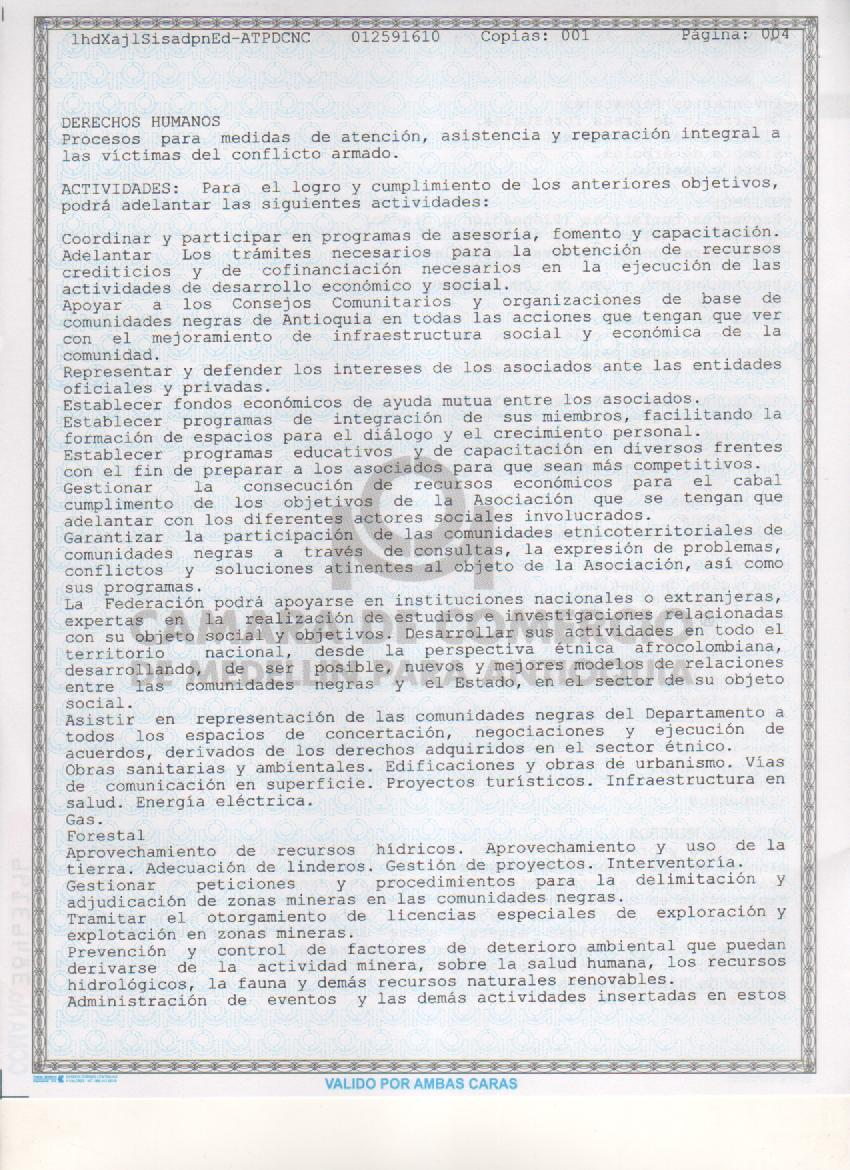 lhdXajlSisadpnEd-ATPDCNC 012591610 Copias: 001 Página: 004
DERECHOS HUMANOS
Procesos para medidas de atención, asistencia y reparación integral a
las víctimas del conflicto armado.
ACTIVIDADES: Para el logro y cumplimiento de los anteriores objetivos,
podrá adelantar las siguientes actividades:
Coordinar y participar en programas de asesoría, fomento y capacitación.
Adelantar Los trámites necesarios para la obtención de recursos
crediticios y de cofinanciación necesarios en la ejecución de las
actividades de desarrollo económico y social.
Apoyar a los Consejos Comunitarios y organizaciones de base de
comunidades negras de Antioquia en todas las acciones que tengan que ver
con el mejoramiento de infraestructura social y económica de la
comunidad.
Representar y defender los intereses de los asociados ante las entidades
oficiales y privadas.
Establecer fondos económicos de ayuda mutua entre los asociados.
Establecer programas de integración de sus miembros, facilitando la
formación de espacios para el diálogo y el crecimiento personal.
Establecer programas educativos y de capacitación en diversos frentes
con el fin de preparar a los asociados para que sean más competitivos.
Gestionar la consecución de recursos económicos para el cabal
cumplimento de los objetivos de la Asociación que se tengan que
adelantar con los diferentes actores sociales involucrados.
Garantizar la participación de las comunidades etnicoterritoriales de
comunidades negras a través de consultas, la expresión de problemas,
conflictos y soluciones atinentes al objeto de la Asociación, así como
sus programas.
La Federación podrá apoyarse en instituciones nacionales o extranjeras,
expertas en la realización de estudios e investigaciones relacionadas
con su objeto social y objetivos. Desarrollar sus actividades en todo el
territorio nacional, desde la perspectiva étnica afrocolombiana,
desarrollando, de ser posible, nuevos y mejores modelos de relaciones
entre las comunidades negras y el Estado, en el sector de su objeto
social.
Asistir en representación de las comunidades negras del Departamento a
todos los espacios de concertación, negociaciones y ejecución de
acuerdos, derivados de los derechos adquiridos en el sector étnico.
Obras sanitarias y ambientales. Edificaciones y obras de urbanismo. Vías
de comunicación en superficie. Proyectos turísticos. Infraestructura en
salud. Energía eléctrica.
Gas.
Forestal
Aprovechamiento de recursos hídricos. Aprovechamiento y uso de la
tierra. Adecuación de linderos. Gestión de proyectos. Interventoría.
Gestionar peticiones y procedimientos para la delimitación y
adjudicación de zonas mineras en las comunidades negras.
Tramitar el otorgamiento de licencias especiales de exploración y
explotación en zonas mineras.
Prevención y control de factores de deterioro ambiental que puedan
derivarse de la actividad minera, sobre la salud humana, los recursos
hidrológicos, la fauna y demás recursos naturales renovables.
Administración de eventos y las demás actividades insertadas en estos
CAMARA DE COMERCIO
DE MEDELLIN PARA ANTIOQUIA
VALIDO POR AMBAS CARAS